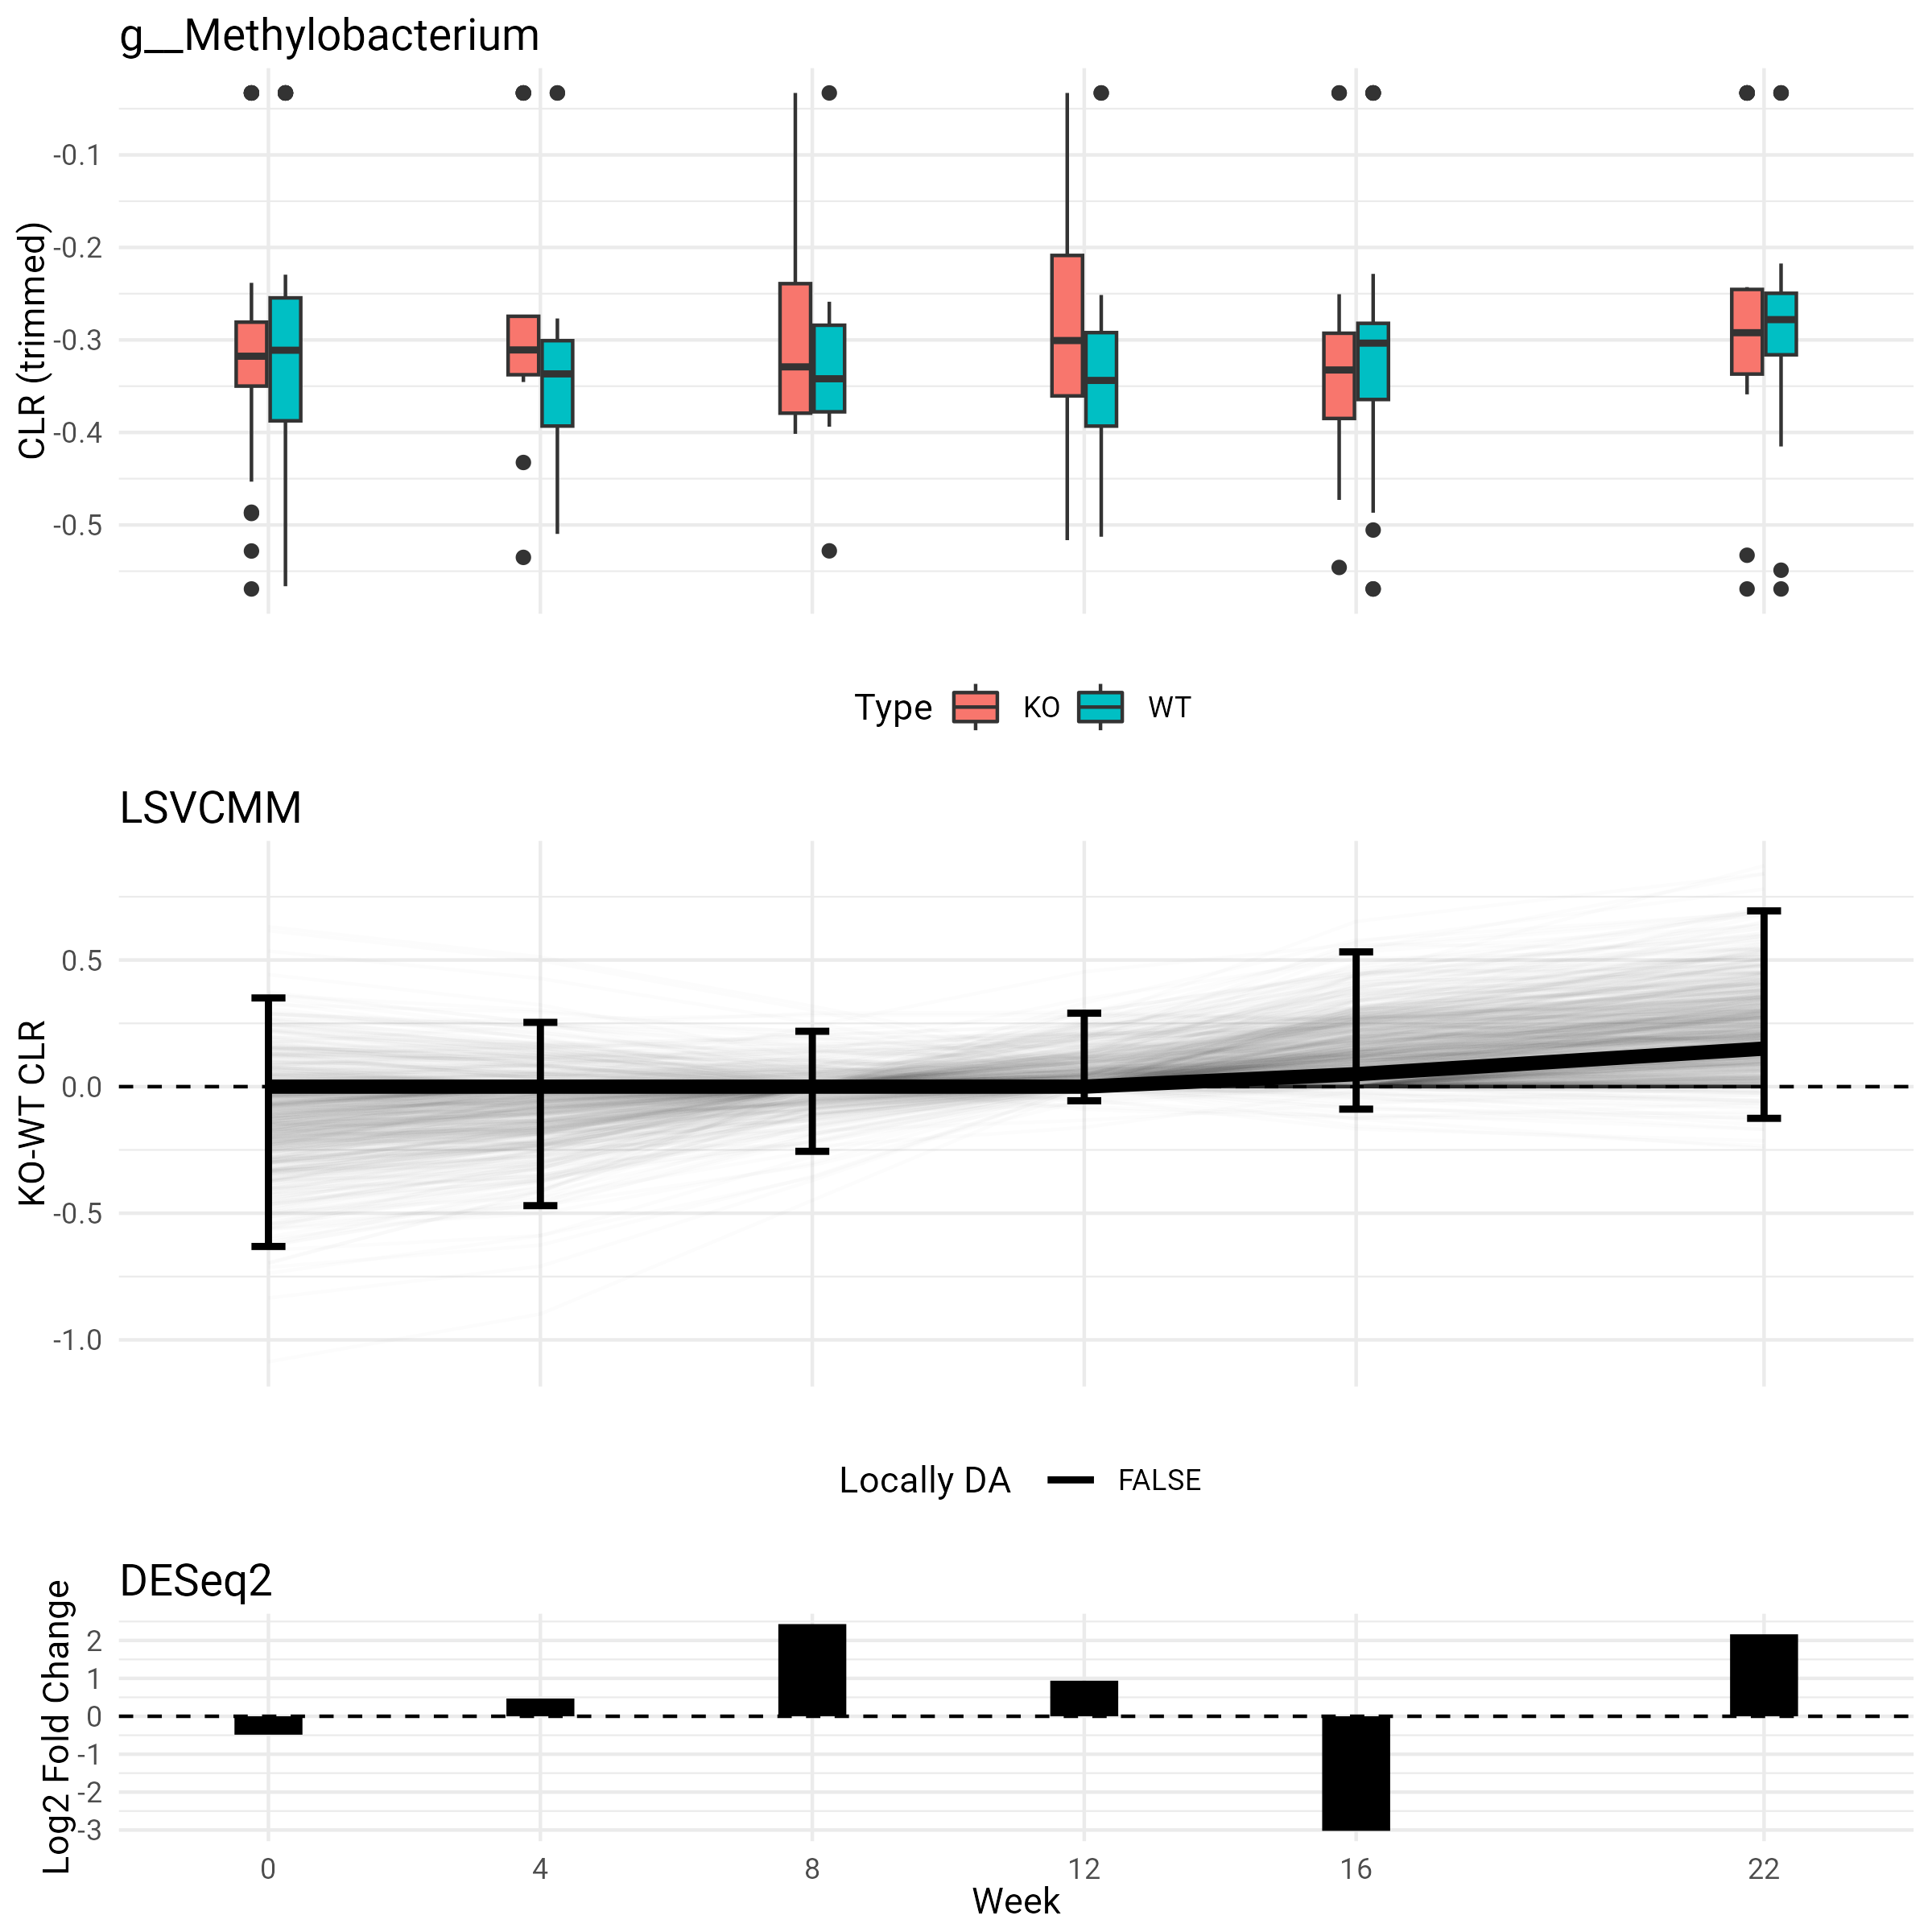 g__Methylobacterium
CLR (trimmed)
-0.1
-0.2
-0.3
-0.4
-0.5
Type KO WT
LSVCMM
KO-WT CLR
0.5
0.0
-0.5
-1.0
Locally DA FALSE
DESeq2
Log2 Fold Change
2
1
0
-1
-2
-3
0 4 8 12 16 22
Week